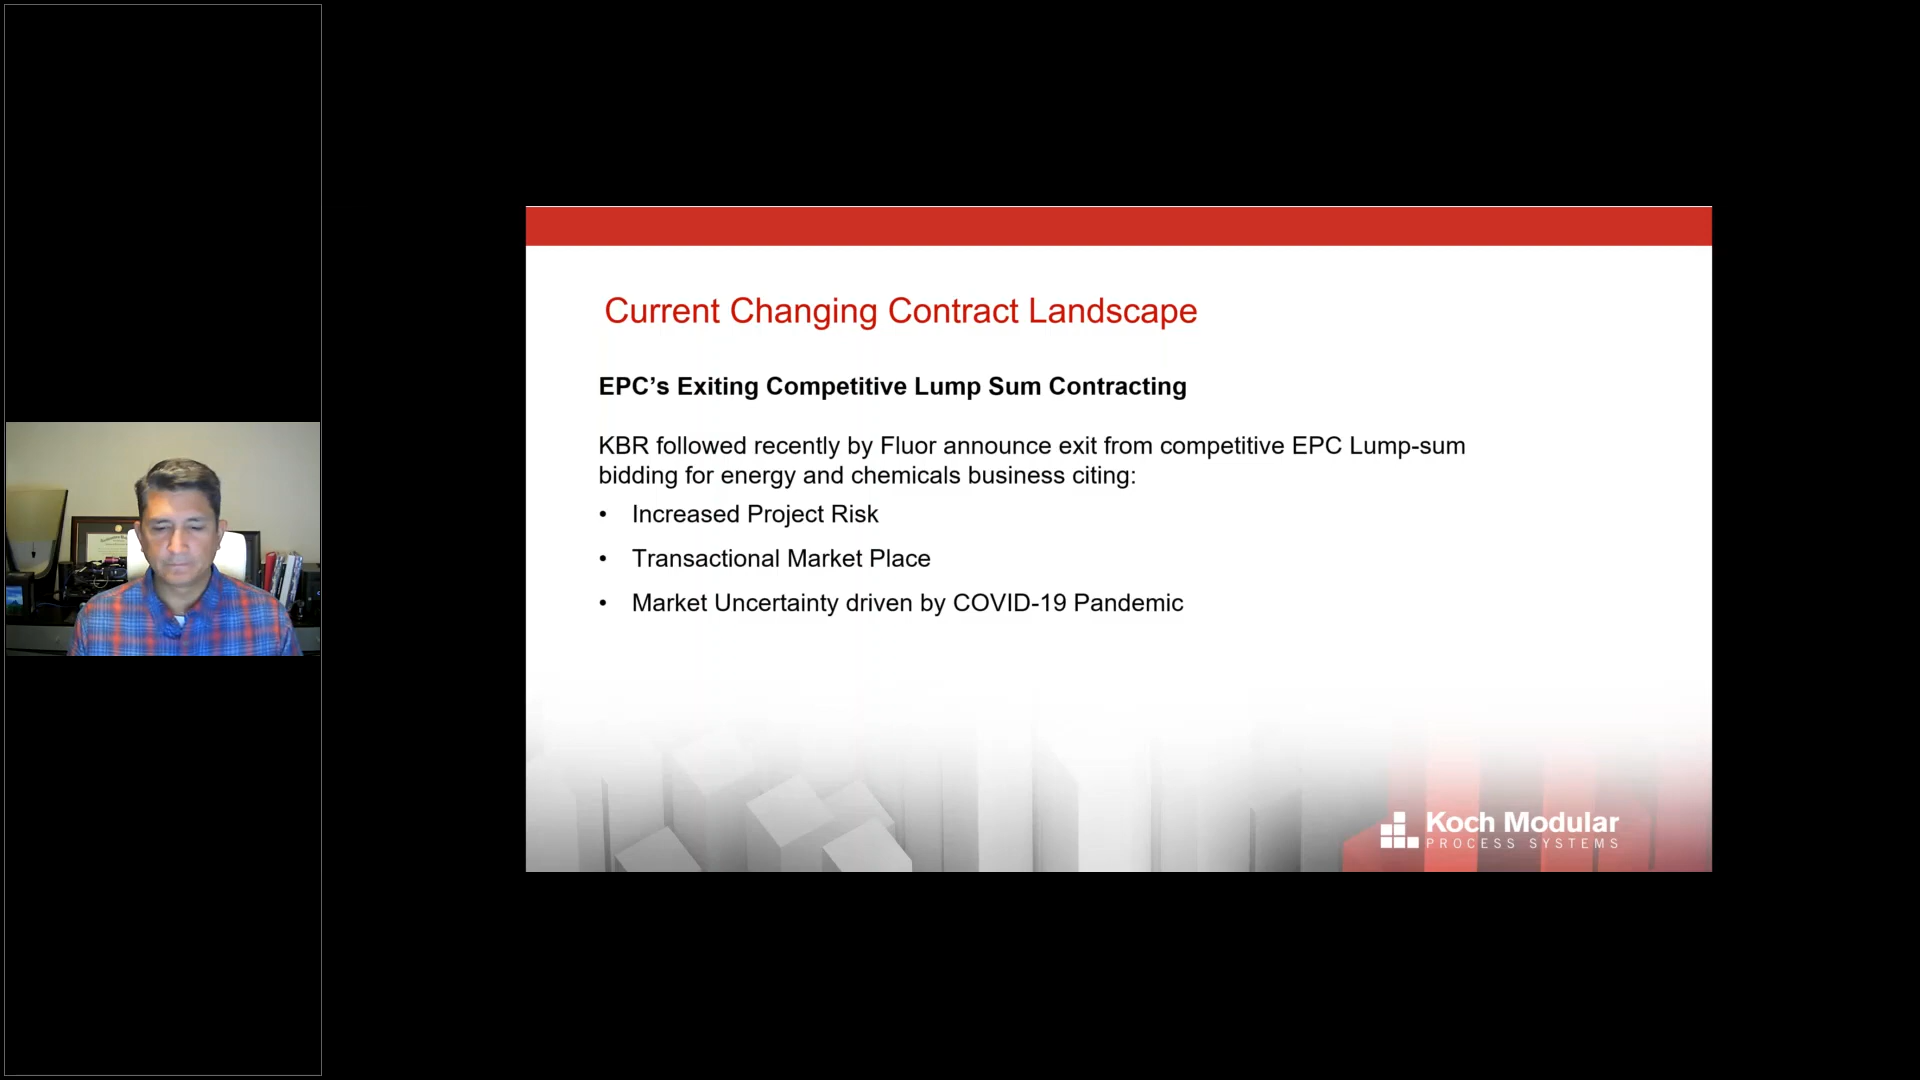 Current Changing Contract Landscape
EPC’s Exiting Competitive Lump Sum Contracting
KBR followed recently by Fluor announce exit from competitive EPC Lump-sum
bidding for energy and chemicals business citing:
• Increased Project Risk
• Transactional Market Place
• Market Uncertainty driven by COVID-19 Pandemic
Koch Modular
PROCESS SYSTEMS